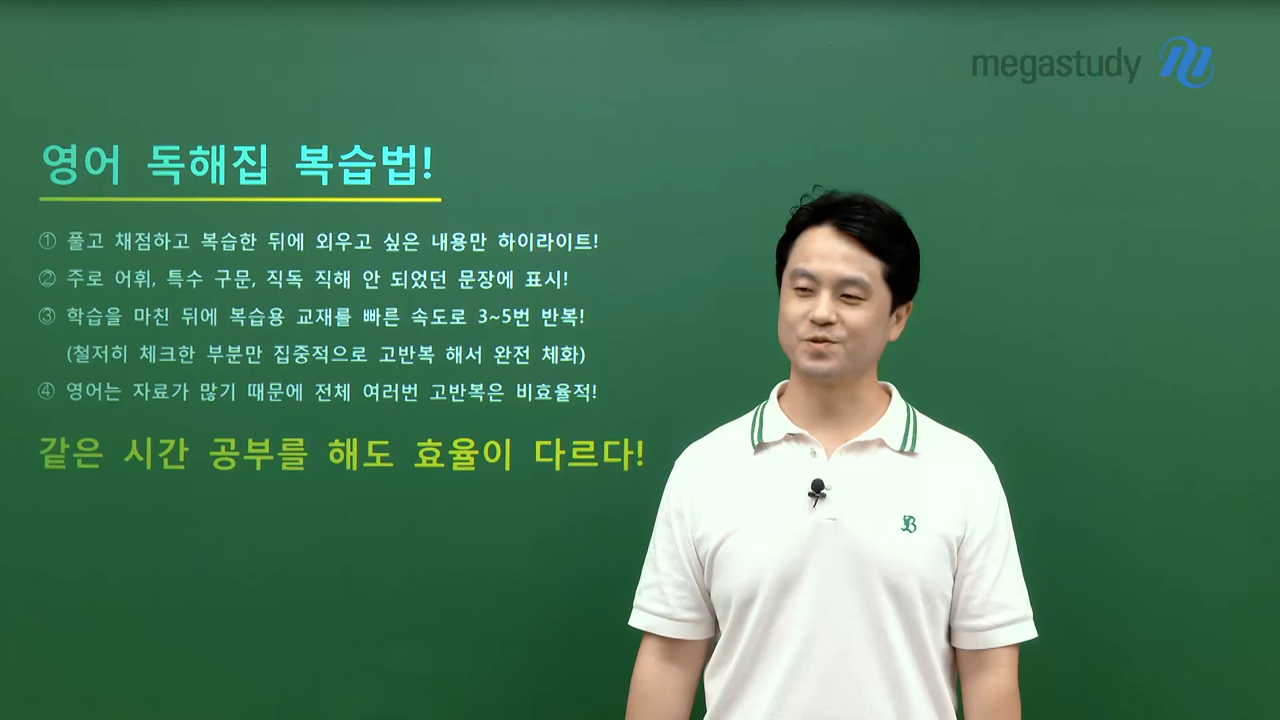 megastudy
영어 독해집 복습법!
① 풀고 채점하고 복습한 뒤에 외우고 싶은 내용만 하이라이트!
② 주로 어휘, 특수 구문, 직독 직해 안 되었던 문장에 표시!
③ 학습을 마친 뒤에 복습용 교재를 빠른 속도로 3~5번 반복!
(철저히 체크한 부분만 집중적으로 고반복 해서 완전 체화)
④ 영어는 자료가 많기 때문에 전체 여러번 고반복은 비효율적!
같은 시간 공부를 해도 효율이 다르다!
B